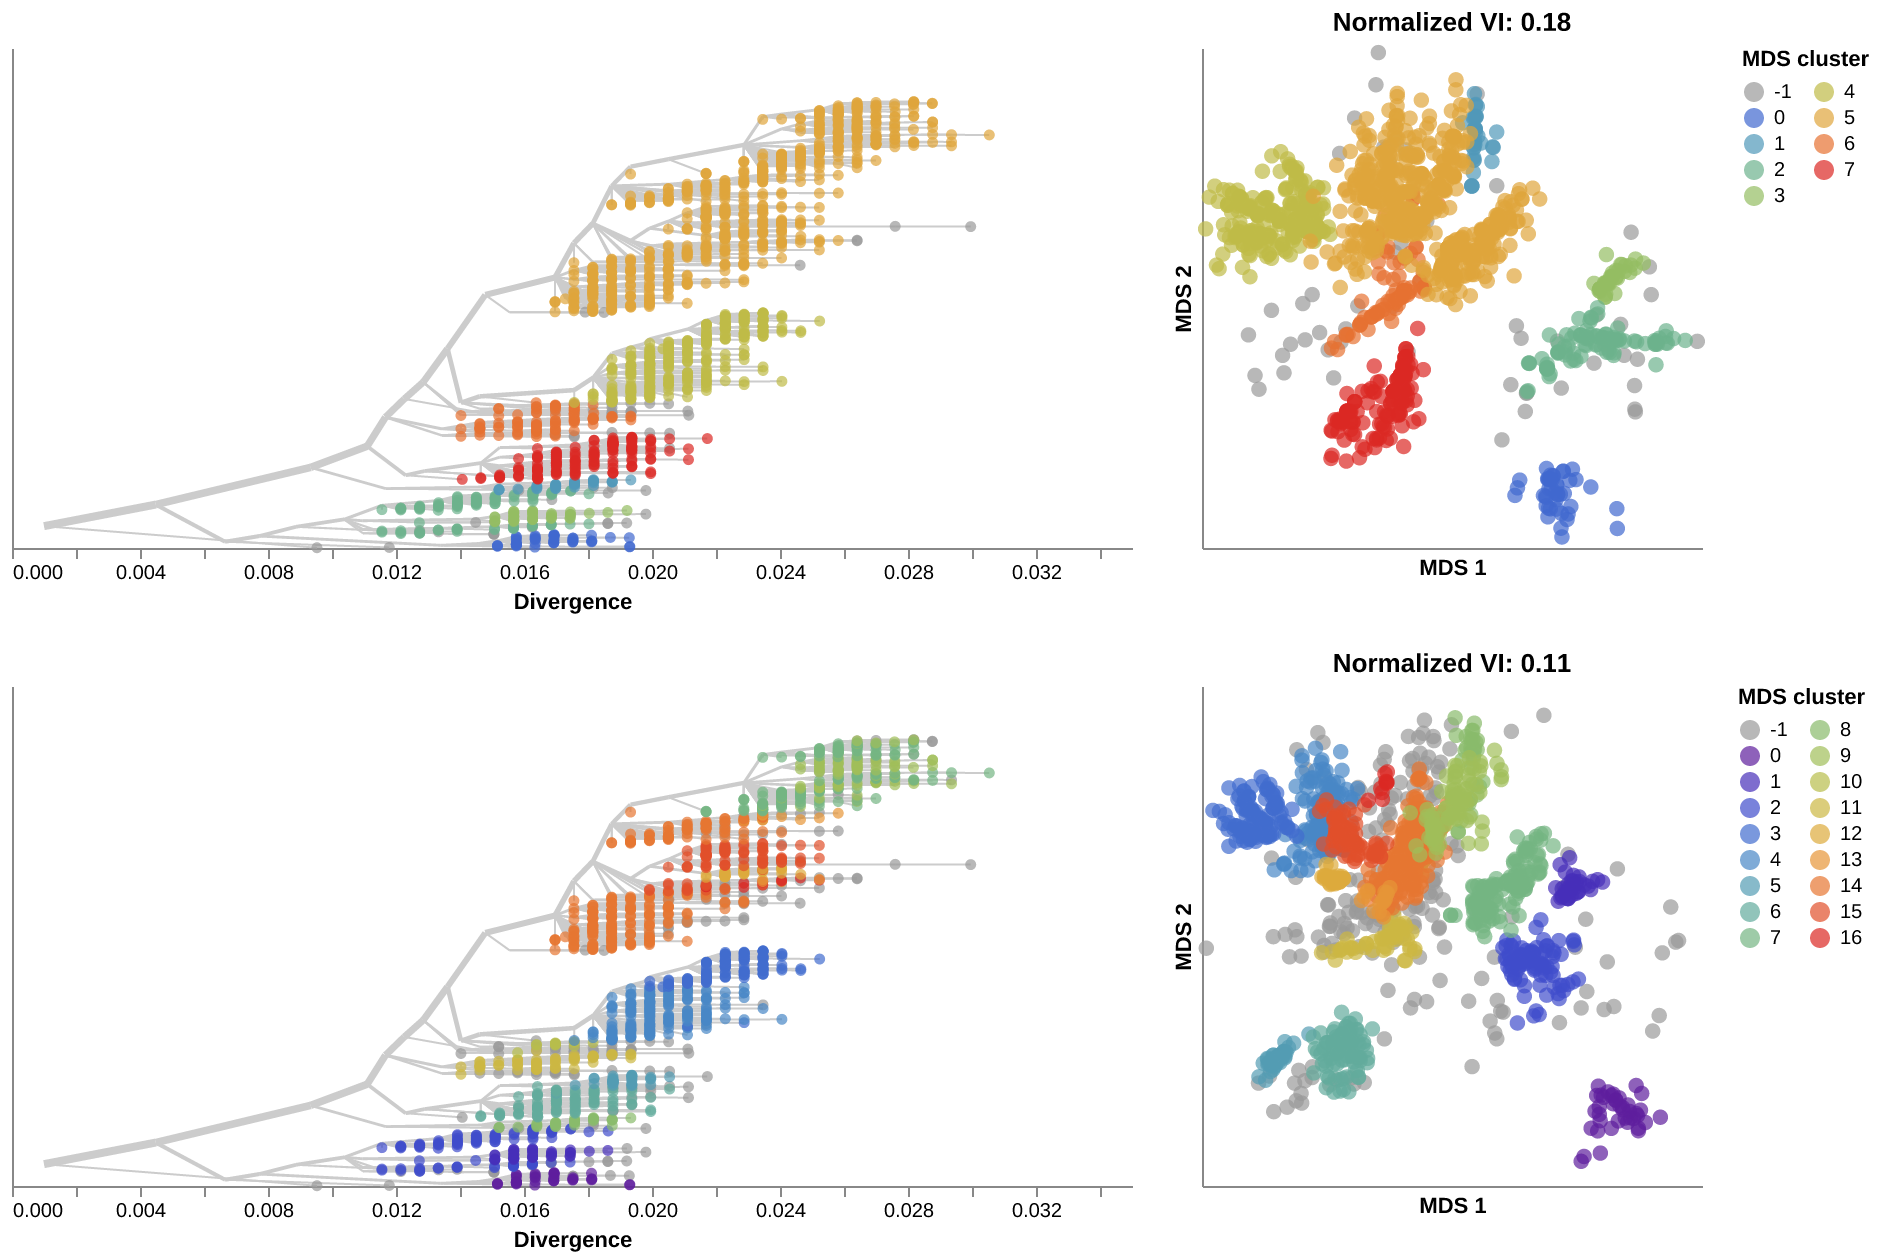 Normalized VI: 0.18
MDS cluster
-1 4
0 5
1 6
2 7
3
MDS 2
MDS 1
0.000 0.004 0.008 0.012 0.016 0.020 0.024 0.028 0.032
Divergence
Normalized VI: 0.11
MDS cluster
-1 8
0 9
1 10
2 11
3 12
4 13
5 14
6 15
7 16
MDS 2
MDS 1
0.000 0.004 0.008 0.012 0.016 0.020 0.024 0.028 0.032
Divergence